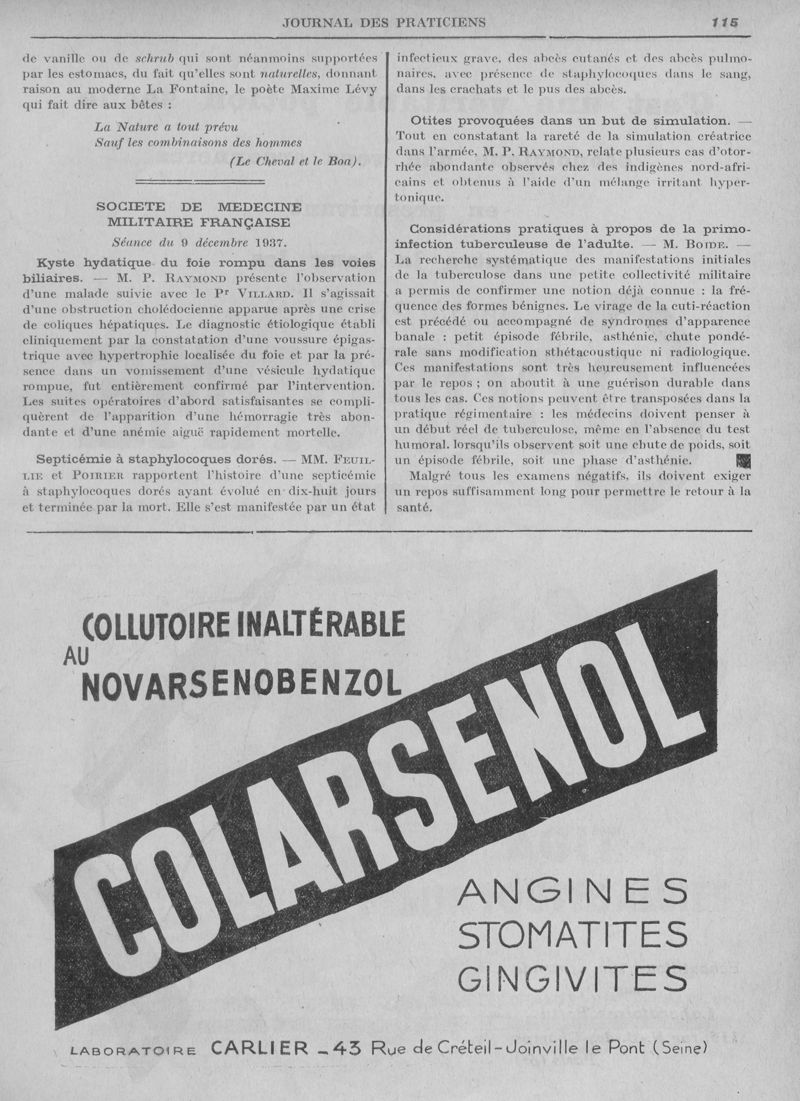 JOURNAL DES PRATICIENS 115
de vanille ou de schrub qui sont néanmoins supportées
par les estomacs, du fait qu'elles sont naturelles, donnant
raison au moderne La Fontaine, le poète Maxime Lévy
qui fait dire aux bêtes :
La Nature a tout prévu
Sauf les combinaisons des hommes
(Le Cheval et le Boa).
SOCIETE DE MEDECINE
MILITAIRE FRANÇAISE
Séance du 9 décembre 1937.
Kyste hydatique du foie rompu dans les voies
biliaires. — M. P. RAYMOND présente l'observation
d'une malade suivie avec le Pr VILLARD. Il s'agissait
d'une obstruction cholédocienne apparue après une crise
de coliques hépatiques. Le diagnostic étiologique établi
cliniquement par la constatation d'une voussure épigas-
trique avec hypertrophie localisée du foie et par la pré-
sence dans un vomissement d'une vésicule hydatique
rompue, fut entièrement confirmé par l'intervention.
Les suites opératoires d'abord satisfaisantes se compli-
quèrent de l'apparition d'une hémorragie très abon-
dante et d'une anémie aiguë rapidement mortelle.
Septicémie à staphylocoques dorés. — MM. FEUIL-
LIE et POIRIER rapportent l'histoire d'une septicémie
à staphylocoques dorés ayant évolué en dix-huit jours
et terminée par la mort. Elle s'est manifestée par un état
infectieux grave, des abcès cutanés et des abcès pulmo-
naires, avec présence de staphylocoques dans le sang,
dans les crachats et le pus des abcès.
Otites provoquées dans un but de simulation. —
Tout en constatant la rareté de la simulation créatrice
dans l'armée, M. P. RAYMOND, relate plusieurs cas d'otor-
rhée abondante observés chez des indigènes nord-afri-
cains et obtenus à l'aide d'un mélange irritant hyper-
tonique.
Considérations pratiques à propos de la primo-
infection tuberculeuse de l'adulte. — M. BOIDE. —
La recherche systématique des manifestations initiales
de la tuberculose dans une petite collectivité militaire
a permis de confirmer une notion déjà connue : la fré-
quence des formes bénignes. Le virage de la cuti-réaction
est précédé ou accompagné de syndromes d'apparence
banale : petit épisode fébrile, asthénie, chute pondé-
rale sans modification sthétacoustique ni radiologique.
Ces manifestations sont très heureusement influencées
par le repos ; on aboutit à une guérison durable dans
tous les cas. Ces notions peuvent être transposées dans la
pratique régimentaire : les médecins doivent penser à
un début réel de tuberculose, même en l'absence du test
humoral, lorsqu'ils observent soit une chute de poids, soit
un épisode fébrile, soit une phase d'asthénie.
Malgré tous les examens négatifs, ils doivent exiger
un repos suffisamment long pour permettre le retour à la
santé.
COLLUTOIRE INALTÉRABLE
AU
NOVARSENOBENZOL
COLARSENOL
ANGINES
STOMATITES
GINGIVITES
LABORATOIRE CARLIER - 43 Rue de Créteil - Joinville le Pont (Seine)